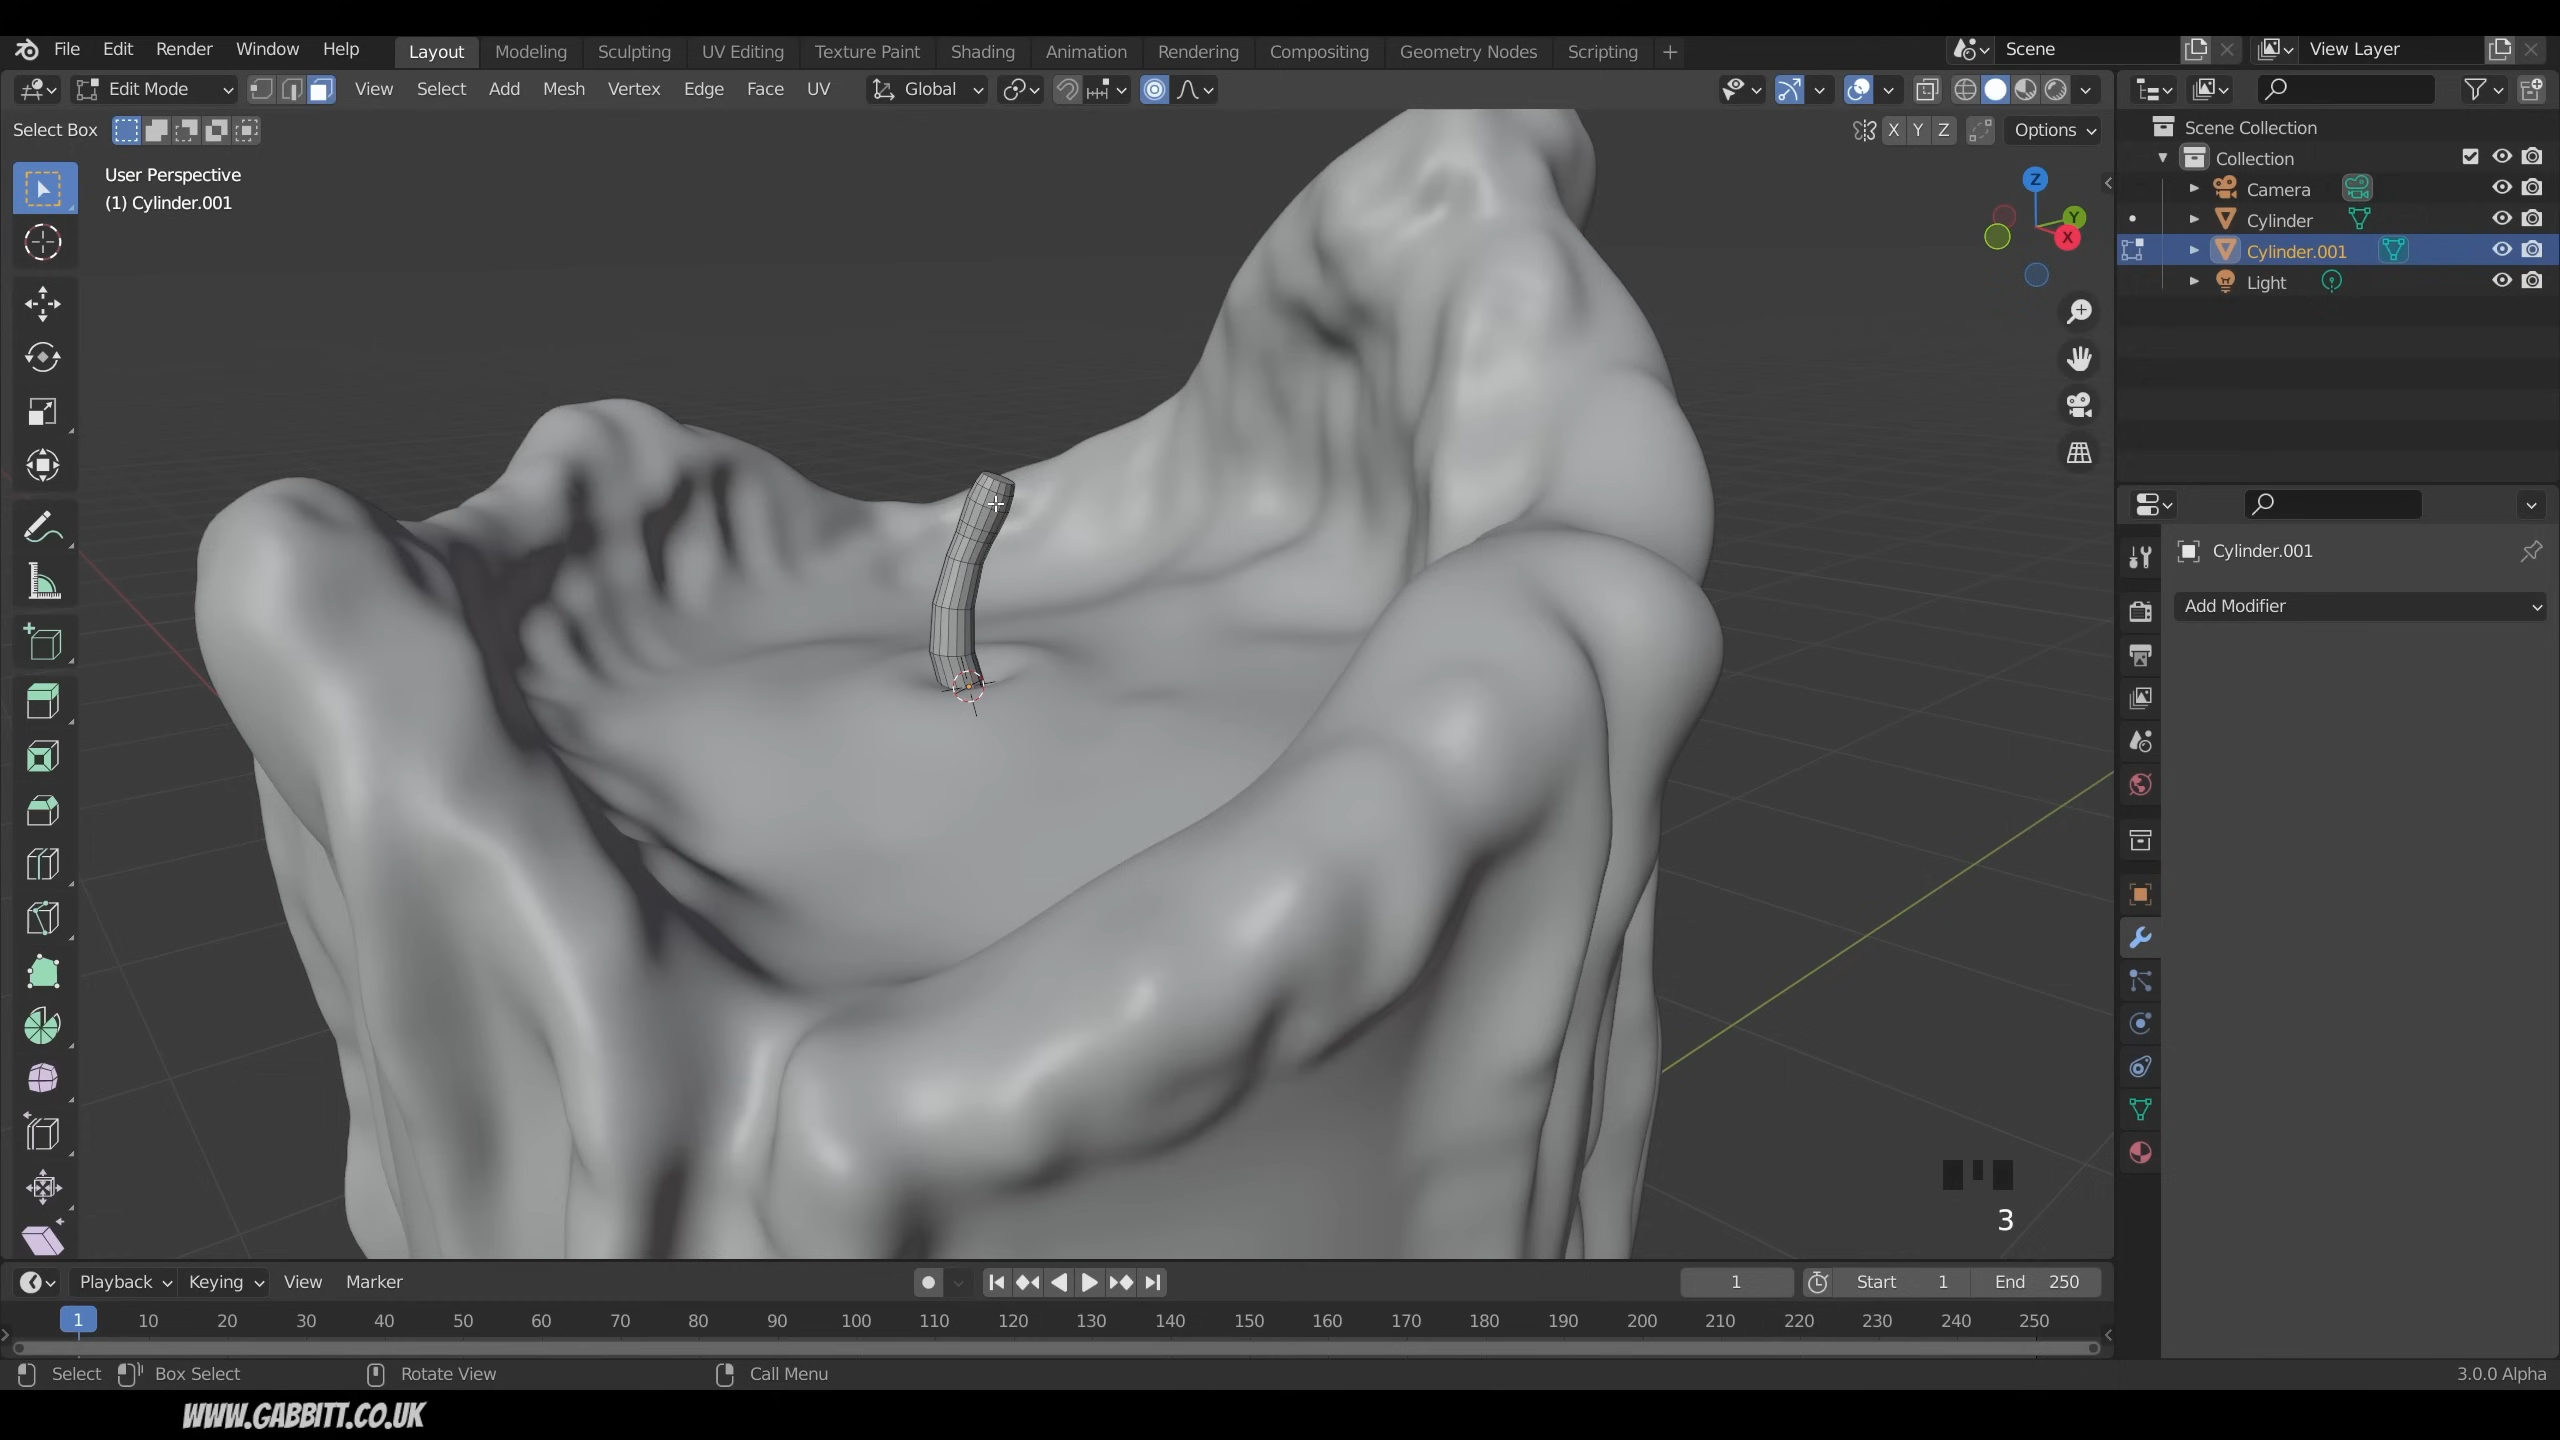 File Edit Render Window Help Layout Modeling Sculpting UV Editing Texture Paint Shading Animation Rendering Compositing Geometry Nodes Scripting Scene View Layer
Edit Mode View Select Add Mesh Vertex Edge Face UV Global
Select Box X Y Z Options
User Perspective
(1) Cylinder.001
Z
Y
X
Scene Collection
Collection
Camera
Cylinder
Cylinder.001
Light
Cylinder.001
Add Modifier
3
Playback Keying View Marker 1 Start 1 End 250
1 10 20 30 40 50 60 70 80 90 100 110 120 130 140 150 160 170 180 190 200 210 220 230 240 250
Select Box Select Rotate View Call Menu 3.0.0 Alpha
WWW.GABBITT.CO.UK